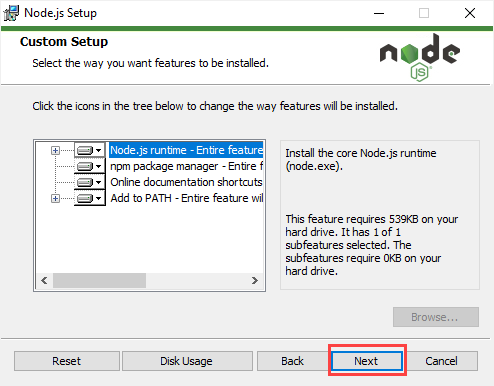 Node.js Setup
Custom Setup
Select the way you want features to be installed.
node
JS
Click the icons in the tree below to change the way features will be installed.
Node.js runtime - Entire feature
npm package manager - Entire f
Online documentation shortcuts
Add to PATH - Entire feature wil
Install the core Node.js runtime
(node.exe).
This feature requires 539KB on your
hard drive. It has 1 of 1
subfeatures selected. The
subfeatures require 0KB on your
hard drive.
Browse...
Reset
Disk Usage
Back
Next
Cancel